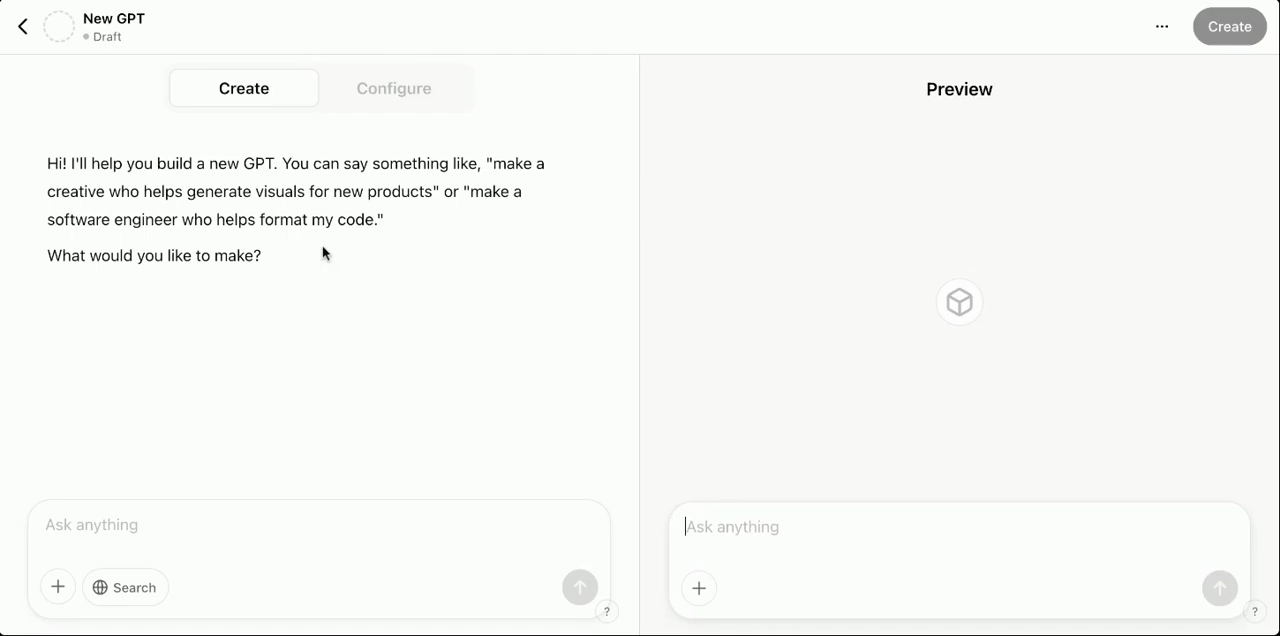 New GPT
Draft
...
Create
Create
Configure
Preview
Hi! I'll help you build a new GPT. You can say something like, "make a
creative who helps generate visuals for new products" or "make a
software engineer who helps format my code."
What would you like to make?
Ask anything
Search
?
Ask anything
?